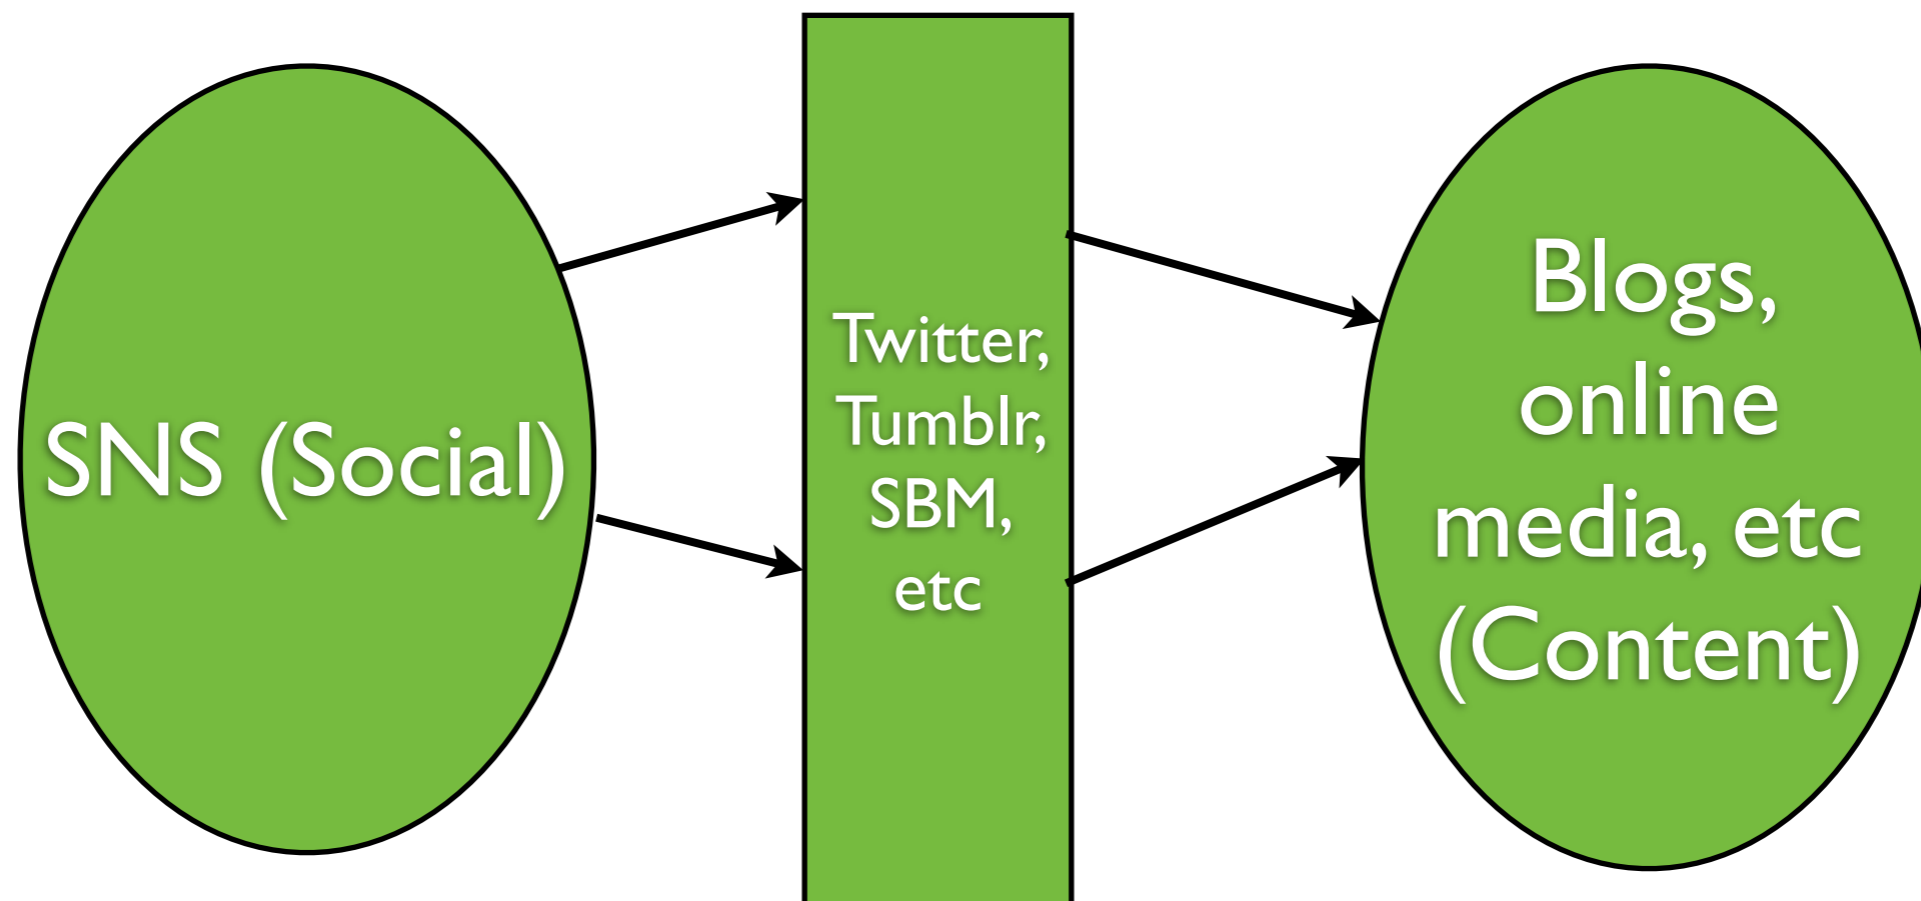 SNS (Social)
Twitter,
Tumblr,
SBM,
etc
Blogs,
online
media, etc
(Content)